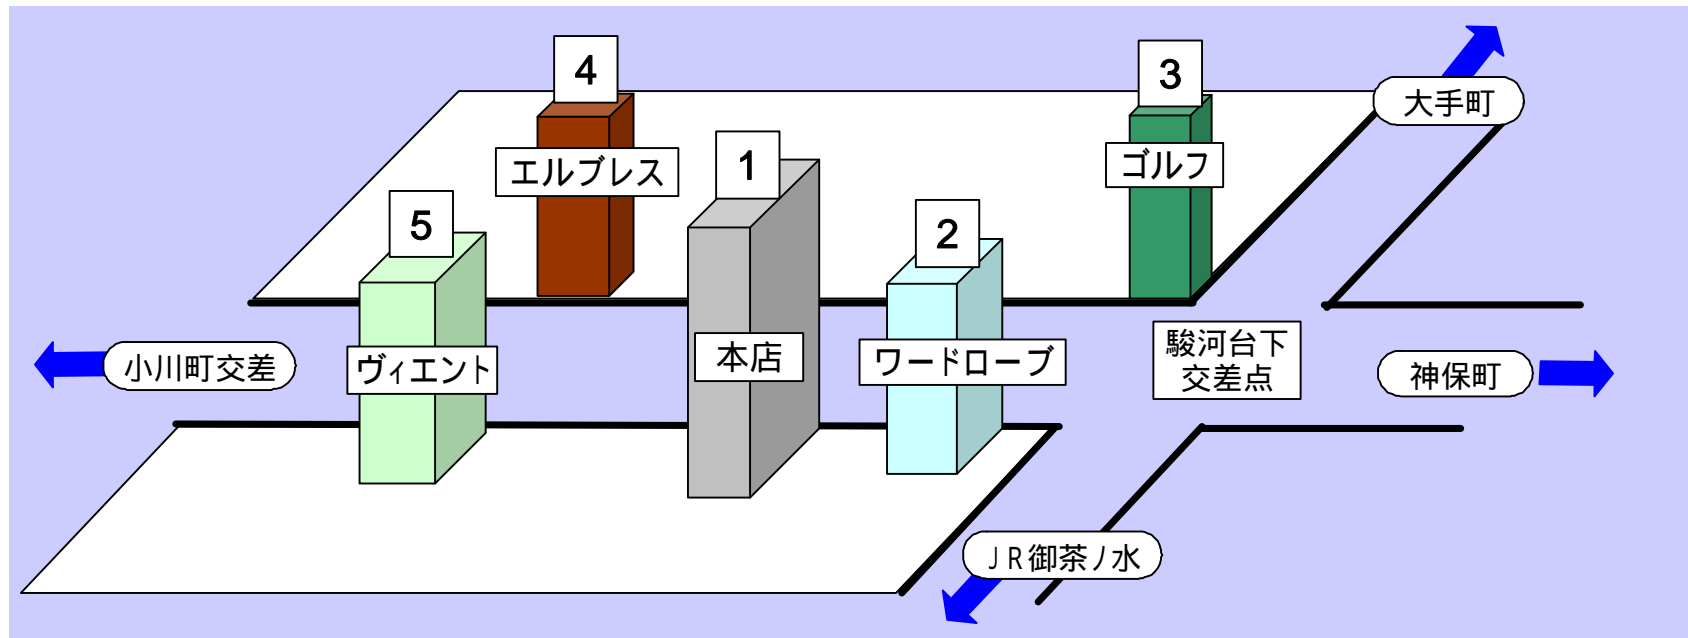 4
3
大手町
エルブレス
1
ゴルフ
5
2
小川町交差
ヴィエント
本店
ワードローブ
駿河台下
交差点
神保町
JR御茶ノ水